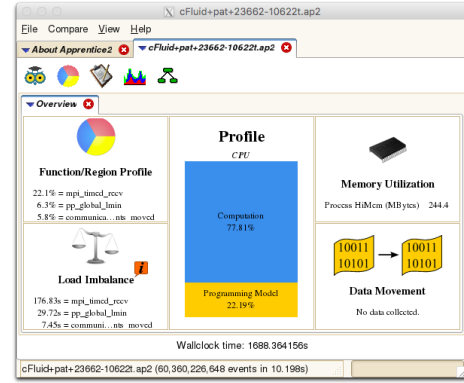 cFluid+pat+23662-10622t.ap2
File Compare View Help
About Apprentice2
cFluid+pat+23662-10622t.ap2
Overview
Function/Region Profile
22.1% = mpi_timed_recv
6.3% = pp_global_lmin
5.8% = communica...nts_moved
Load Imbalance
i
176.83s = mpi_timed_recv
29.72s = pp_global_lmin
7.45s = communi...nts_moved
Profile
CPU
Computation
77.81%
Programming Model
22.19%
Memory Utilization
Process HiMem (MBytes) 244.4
10011
10101
10011
10101
Data Movement
No data collected.
Wallclock time: 1688.364156s
cFluid+pat+23662-10622t.ap2 (60,360,226,648 events in 10.198s)